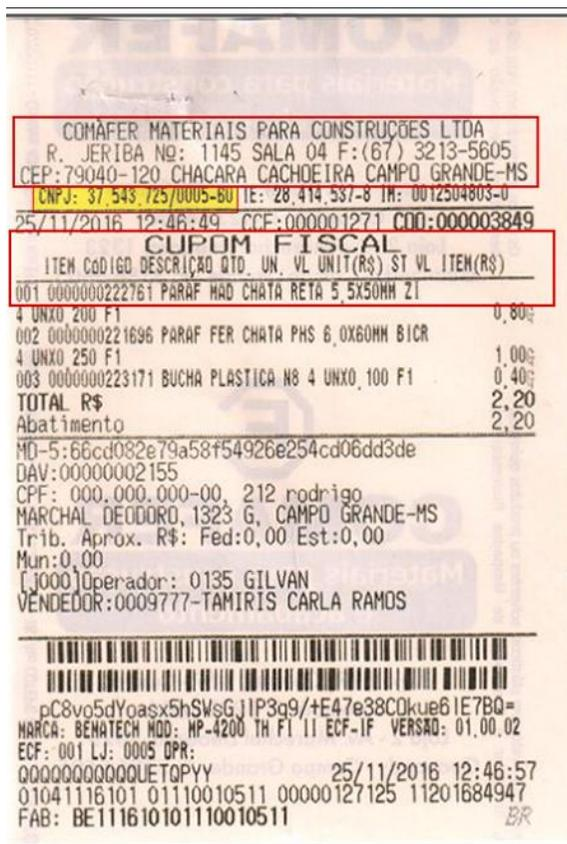 COMAFER MATERIAIS PARA CONSTRUÇÕES LTDA
R. JERIBA Nº: 1145 SALA 04 F:(67) 3213-5605
CEP:79040-120 CHACARA CACHOEIRA CAMPO GRANDE-MS
CNPJ: 37.543.725/0005-60 IE: 28.414.537-8 IM: 0012504803-0
25/11/2016 12:46:49 CCF:000001271 COO:000003849
CUPOM FISCAL
ITEM CóDIGO DESCRIÇÃO QTD. UN. VL UNIT(R$) ST VL ITEM(R$)
001 0000000222761 PARAF MAD CHATA RETA 5,5X50MM ZI
4 UNX0,200 F1 0,80
002 0000000221696 PARAF FER CHATA PHS 6,0X60MM BICR
4 UNX0,250 F1 1,00
003 0000000223171 BUCHA PLASTICA N8 4 UNX0,100 F1 0,40
TOTAL R$ 2,20
Abatimento 2,20
MD-5:66cd082e79a58f54926e254cd06dd3de
DAV:00000002155
CPF: 000.000.000-00, 212 rodrigo
MARCHAL DEODORO,1323 G, CAMPO GRANDE-MS
Trib. Aprox. R$: Fed:0,00 Est:0,00
Mun:0,00
[J000]Operador: 0135 GILVAN
VENDEDOR:0009777-TAMIRIS CARLA RAMOS
pC8vo5dYoasx5hSWsGjlP3q9/+E47e38COkue6IE7BQ=
MARCA: BEMATECH MOD: MP-4200 TH FI II ECF-IF VERSÃO: 01.00.02
ECF: 001 LJ: 0005 OPR:
QQQQQQQQQQQUETQPYY 25/11/2016 12:46:57
01041116101 01110010511 00000127125 11201684947
FAB: BE111610101110010511 BR